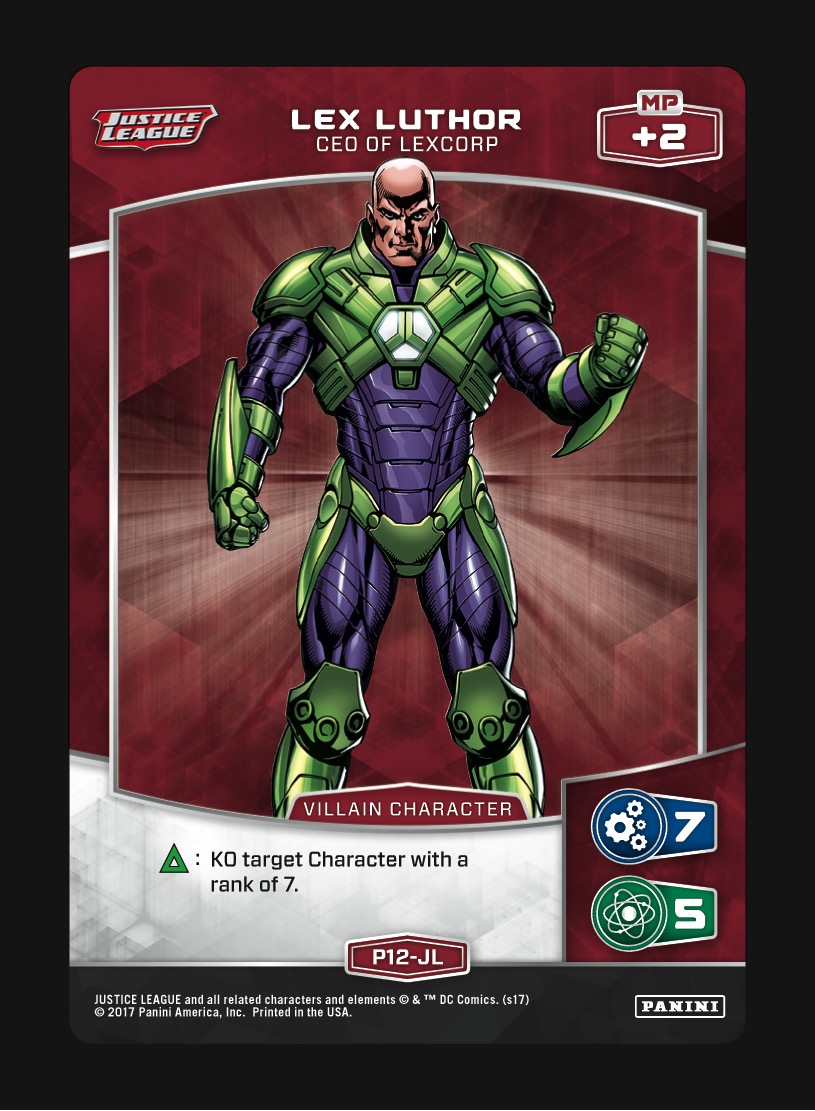 JUSTICE
LEAGUE
LEX LUTHOR
CEO OF LEXCORP
MP
+2
VILLAIN CHARACTER
: KO target Character with a
rank of 7.
7
5
P12-JL
JUSTICE LEAGUE and all related characters and elements © & ™ DC Comics. (s17)
© 2017 Panini America, Inc. Printed in the USA.
PANINI